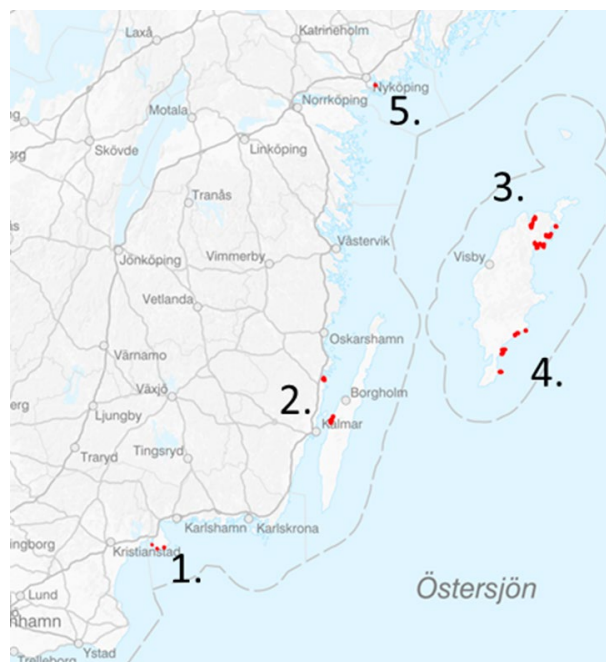 Laxå
Katrineholm
Nyköping
5.
Norrköping
Motala
Skövde
Linköping
Tranås
3.
Västervik
Jönköping
Vimmerby
Visby
Vetlanda
Oskarshamn
Värnamo
4.
Växjö
2.
Borgholm
Ljungby
Kalmar
Traryd
Tingsryd
Karlshamn
Karlskrona
Kristianstad
1.
Östersjön
Lund
Ystad